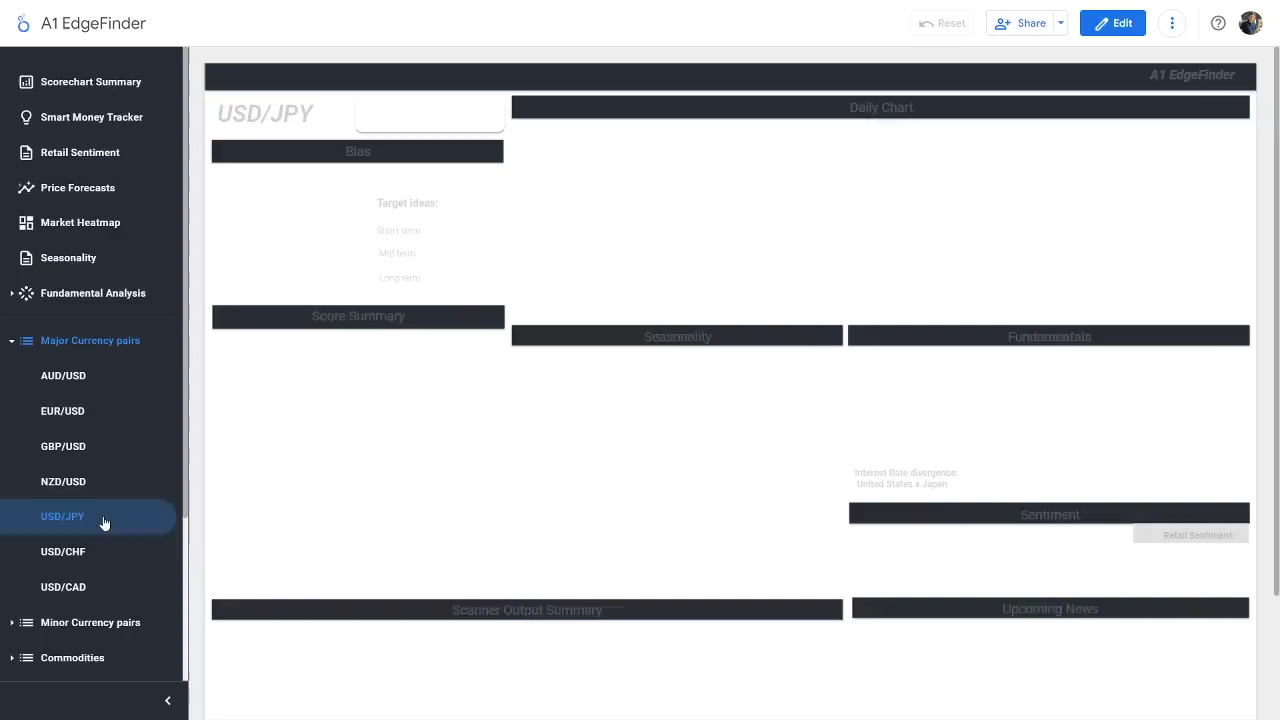 A1 EdgeFinder
Reset
Share
Edit
Scorechart Summary
Smart Money Tracker
Retail Sentiment
Price Forecasts
Market Heatmap
Seasonality
Fundamental Analysis
Major Currency pairs
AUD/USD
EUR/USD
GBP/USD
NZD/USD
USD/JPY
USD/CHF
USD/CAD
Minor Currency pairs
Commodities
A1 EdgeFinder
USD/JPY
Daily Chart
Bias
Target ideas:
Short term
Mid term
Long term
Score Summary
Seasonality
Fundamentals
Interest Rate divergence:
United States x Japan
Sentiment
Retail Sentiment:
Scanner Output Summary
Upcoming News